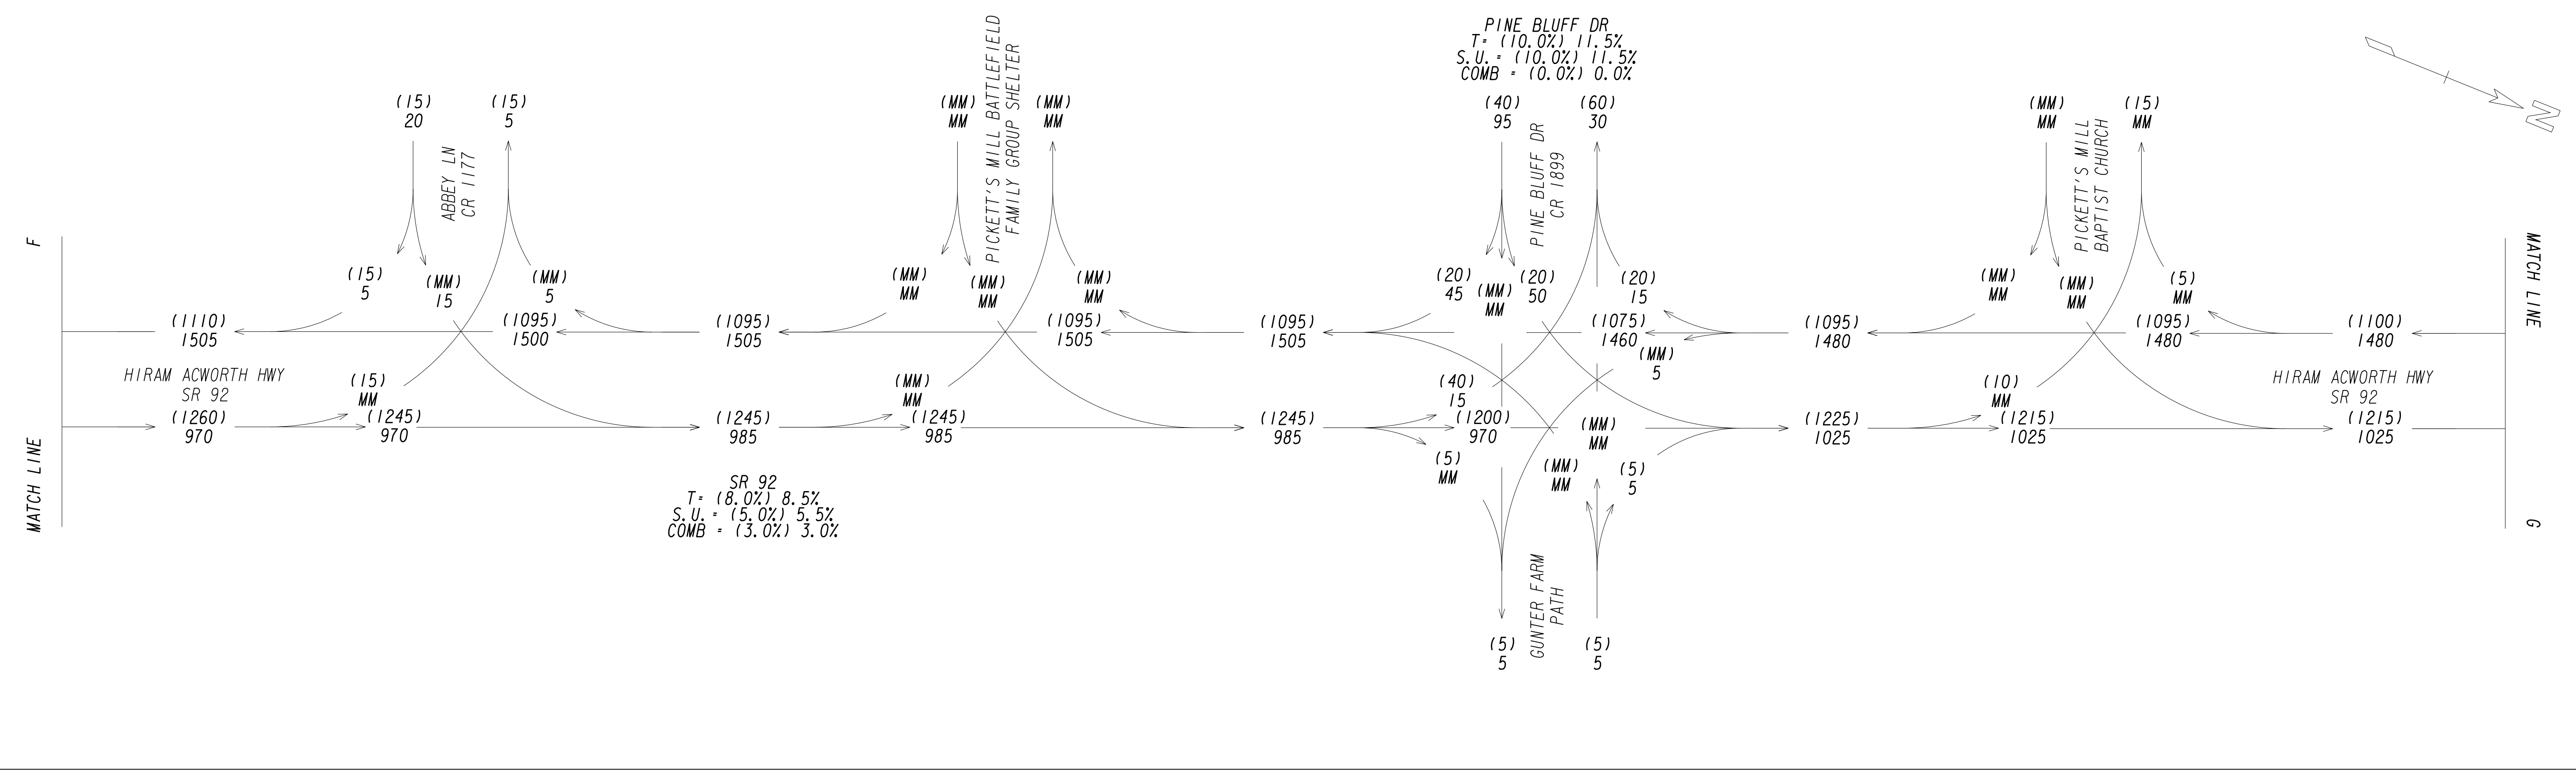 PINE BLUFF DR
T= (10.0%) 11.5%
S.U. = (10.0%) 11.5%
COMB = (0.0%) 0.0%
(15)
20
(15)
5
ABBEY LN
CR 1177
(MM)
MM
(MM)
MM
PICKETT'S MILL BATTLEFIELD
FAMILY GROUP SHELTER
(40)
95
(60)
30
PINE BLUFF DR
CR 1899
(MM)
MM
(15)
MM
PICKETT'S MILL
BAPTIST CHURCH
N
F
MATCH LINE
(15)
5
(MM)
15
(MM)
5
(MM)
MM
(MM)
MM
(MM)
MM
(20)
45
(MM)
MM
(20)
50
(20)
15
(MM)
MM
(MM)
MM
(5)
MM
(1110)
1505
(1095)
1500
(1095)
1505
(1095)
1505
(1095)
1505
(1075)
1460
(MM)
5
(1095)
1480
(1095)
1480
(1100)
1480
HIRAM ACWORTH HWY
SR 92
(15)
MM
(MM)
MM
(40)
15
(10)
MM
HIRAM ACWORTH HWY
SR 92
(1260)
970
(1245)
970
(1245)
985
(1245)
985
(1245)
985
(1200)
970
(MM)
MM
(1225)
1025
(1215)
1025
(1215)
1025
(5)
MM
(MM)
MM
(5)
5
MATCH LINE
G
SR 92
T= (8.0%) 8.5%
S.U. = (5.0%) 5.5%
COMB = (3.0%) 3.0%
GUNTER FARM
PATH
(5)
5
(5)
5